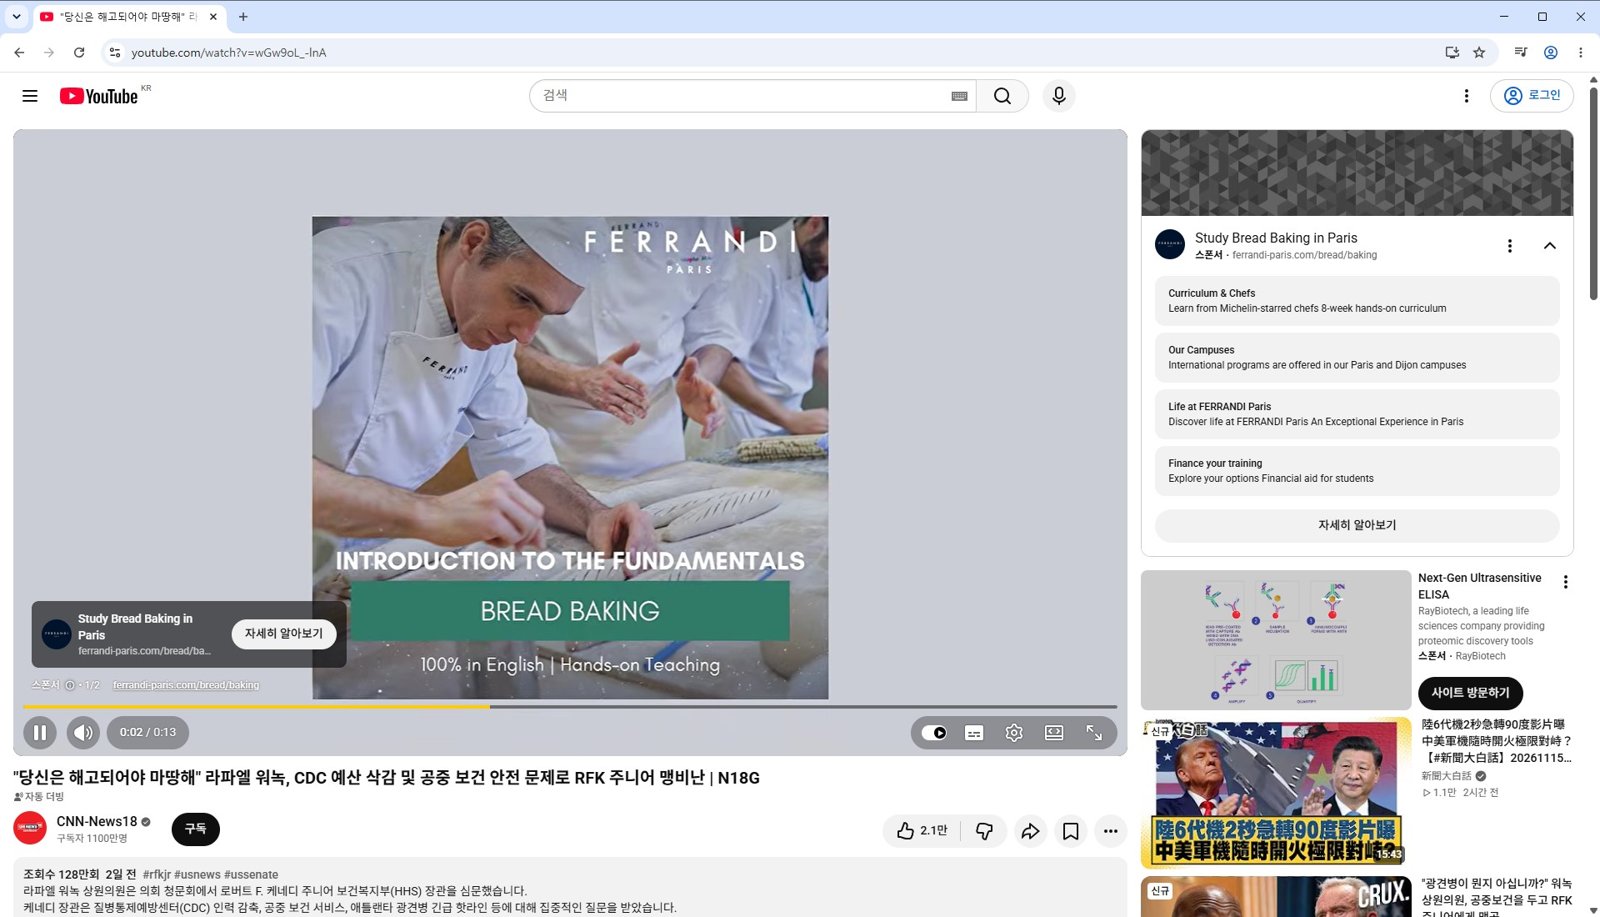 "당신은 해고되어야 마땅해" 라
youtube.com/watch?v=wGw9oL_-lnA
YouTube KR
검색
로그인
FERRANDI
PARIS
INTRODUCTION TO THE FUNDAMENTALS
BREAD BAKING
100% in English | Hands-on Teaching
Study Bread Baking in
Paris
ferrandi-paris.com/bread/ba...
자세히 알아보기
스폰서 · 1/2 ferrandi-paris.com/bread/baking
0:02 / 0:13
"당신은 해고되어야 마땅해" 라파엘 워녹, CDC 예산 삭감 및 공중 보건 안전 문제로 RFK 주니어 맹비난 | N18G
자동 더빙
CNN-News18
구독자 1100만명
구독
2.1만
조회수 128만회 2일 전 #rfkjr #usnews #ussenate
라파엘 워녹 상원의원은 의회 청문회에서 로버트 F. 케네디 주니어 보건복지부(HHS) 장관을 심문했습니다.
케네디 장관은 질병통제예방센터(CDC) 인력 감축, 공중 보건 서비스, 애틀랜타 광견병 긴급 핫라인 등에 대해 집중적인 질문을 받았습니다.
Study Bread Baking in Paris
스폰서 · ferrandi-paris.com/bread/baking
Curriculum & Chefs
Learn from Michelin-starred chefs 8-week hands-on curriculum
Our Campuses
International programs are offered in our Paris and Dijon campuses
Life at FERRANDI Paris
Discover life at FERRANDI Paris An Exceptional Experience in Paris
Finance your training
Explore your options Financial aid for students
자세히 알아보기
Next-Gen Ultrasensitive
ELISA
RayBiotech, a leading life
sciences company providing
proteomic discovery tools
스폰서 · RayBiotech
사이트 방문하기
AMPLIFY
QUANTIFY
신규
陸6代機2秒急轉90度影片曝
中美軍機隨時開火極限對峙?
15:43
陸6代機2秒急轉90度影片曝
中美軍機隨時開火極限對峙？
【#新聞大白話】20261115...
新聞大白話
1.1만 2시간 전
신규
CRUX.
"광견병이 뭔지 아십니까?" 워녹
상원의원, 공중보건을 두고 RFK
주니어에게 맹공